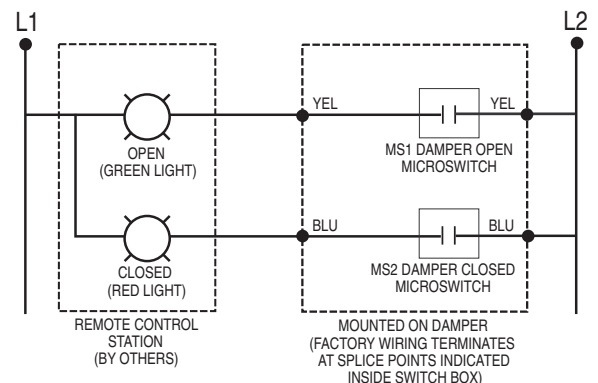 L1
L2
YEL
YEL
OPEN
(GREEN LIGHT)
MS1 DAMPER OPEN
MICROSWITCH
BLU
BLU
CLOSED
(RED LIGHT)
MS2 DAMPER CLOSED
MICROSWITCH
REMOTE CONTROL
STATION
(BY OTHERS)
MOUNTED ON DAMPER
(FACTORY WIRING TERMINATES
AT SPLICE POINTS INDICATED
INSIDE SWITCH BOX)